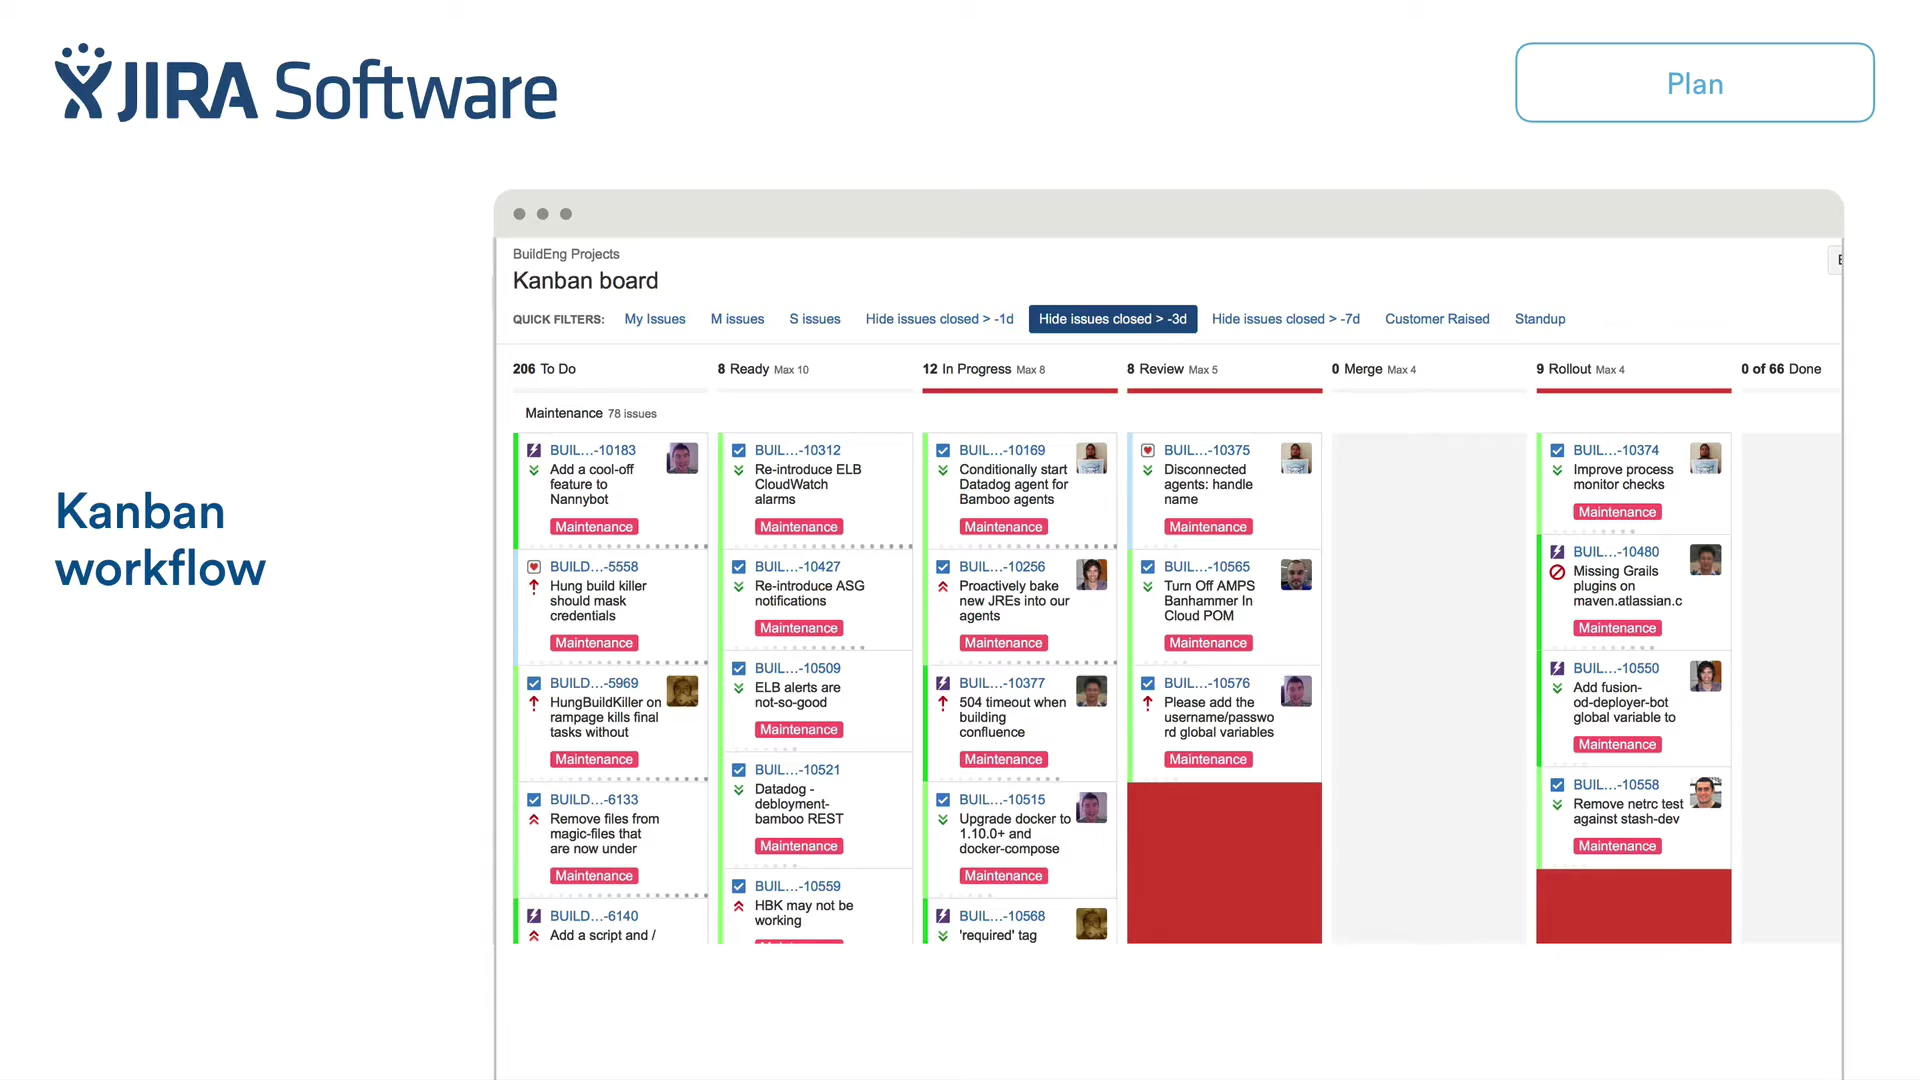 JIRA Software
Plan
Kanban
workflow
BuildEng Projects
Kanban board
QUICK FILTERS: My Issues M issues S issues Hide issues closed > -1d Hide issues closed > -3d Hide issues closed > -7d Customer Raised Standup
206 To Do
8 Ready Max 10
12 In Progress Max 8
8 Review Max 5
0 Merge Max 4
9 Rollout Max 4
0 of 66 Done
Maintenance 78 issues
BUIL...-10183
Add a cool-off
feature to
Nannybot
Maintenance
BUILD...-5558
Hung build killer
should mask
credentials
Maintenance
BUILD...-5969
HungBuildKiller on
rampage kills final
tasks without
Maintenance
BUILD...-6133
Remove files from
magic-files that
are now under
Maintenance
BUILD...-6140
Add a script and /
BUIL...-10312
Re-introduce ELB
CloudWatch
alarms
Maintenance
BUIL...-10427
Re-introduce ASG
notifications
Maintenance
BUIL...-10509
ELB alerts are
not-so-good
Maintenance
BUIL...-10521
Datadog -
debloyment-
bamboo REST
Maintenance
BUIL...-10559
HBK may not be
working
BUIL...-10169
Conditionally start
Datadog agent for
Bamboo agents
Maintenance
BUIL...-10256
Proactively bake
new JREs into our
agents
Maintenance
BUIL...-10377
504 timeout when
building
confluence
Maintenance
BUIL...-10515
Upgrade docker to
1.10.0+ and
docker-compose
Maintenance
BUIL...-10568
'required' tag
BUIL...-10375
Disconnected
agents: handle
name
Maintenance
BUIL...-10565
Turn Off AMPS
Banhammer In
Cloud POM
Maintenance
BUIL...-10576
Please add the
username/passwo
rd global variables
Maintenance
BUIL...-10374
Improve process
monitor checks
Maintenance
BUIL...-10480
Missing Grails
plugins on
maven.atlassian.c
Maintenance
BUIL...-10550
Add fusion-
od-deployer-bot
global variable to
Maintenance
BUIL...-10558
Remove netrc test
against stash-dev
Maintenance